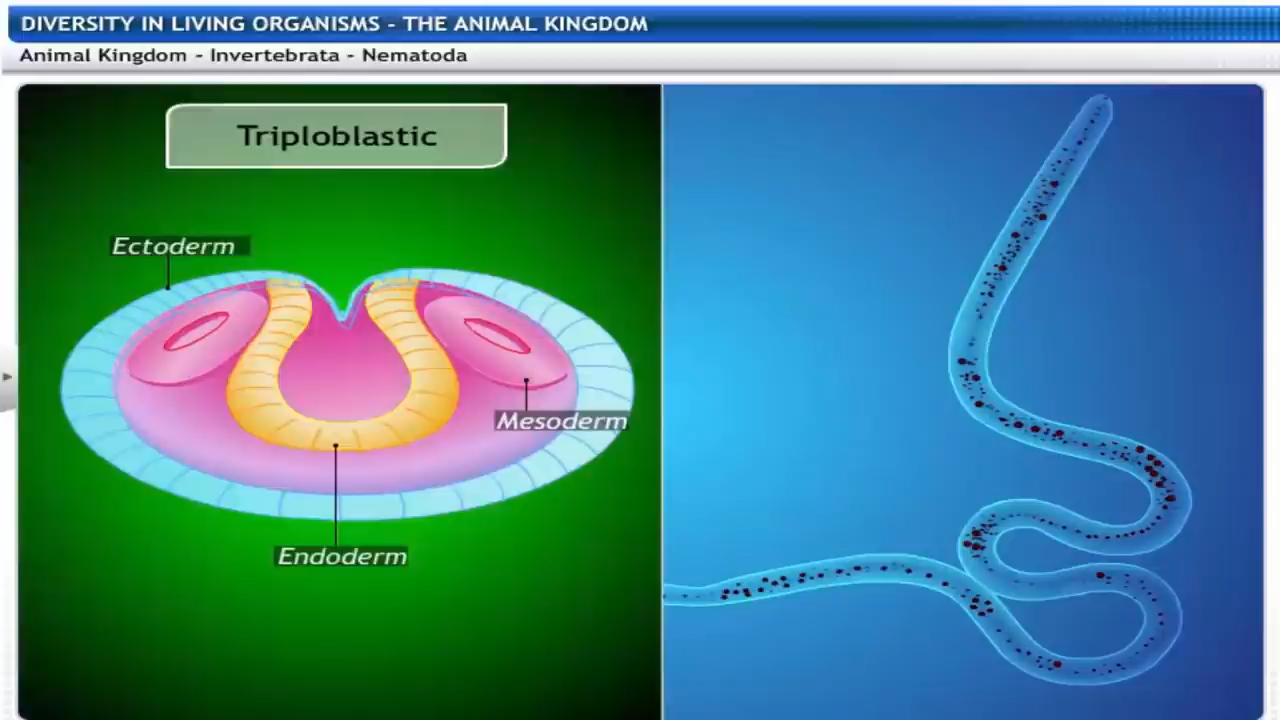 DIVERSITY IN LIVING ORGANISMS - THE ANIMAL KINGDOM
Animal Kingdom - Invertebrata - Nematoda
Triploblastic
Ectoderm
Mesoderm
Endoderm